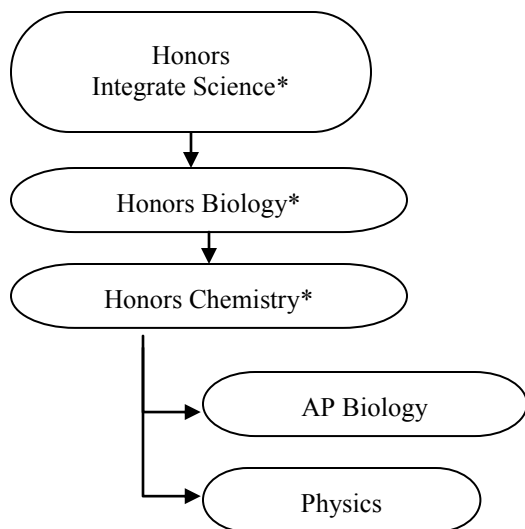 Honors
Integrate Science*
Honors Biology*
Honors Chemistry*
AP Biology
Physics